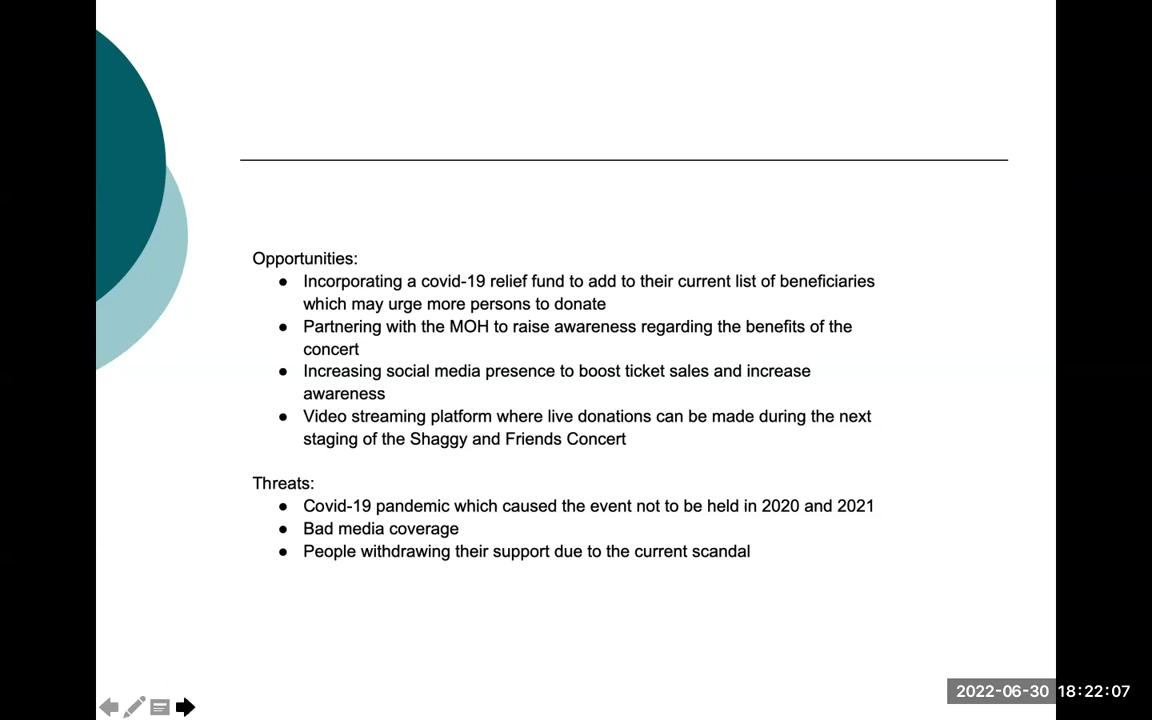 Opportunities:
● Incorporating a covid-19 relief fund to add to their current list of beneficiaries
which may urge more persons to donate
● Partnering with the MOH to raise awareness regarding the benefits of the
concert
● Increasing social media presence to boost ticket sales and increase
awareness
● Video streaming platform where live donations can be made during the next
staging of the Shaggy and Friends Concert
Threats:
● Covid-19 pandemic which caused the event not to be held in 2020 and 2021
● Bad media coverage
● People withdrawing their support due to the current scandal
2022-06-30 18:22:07